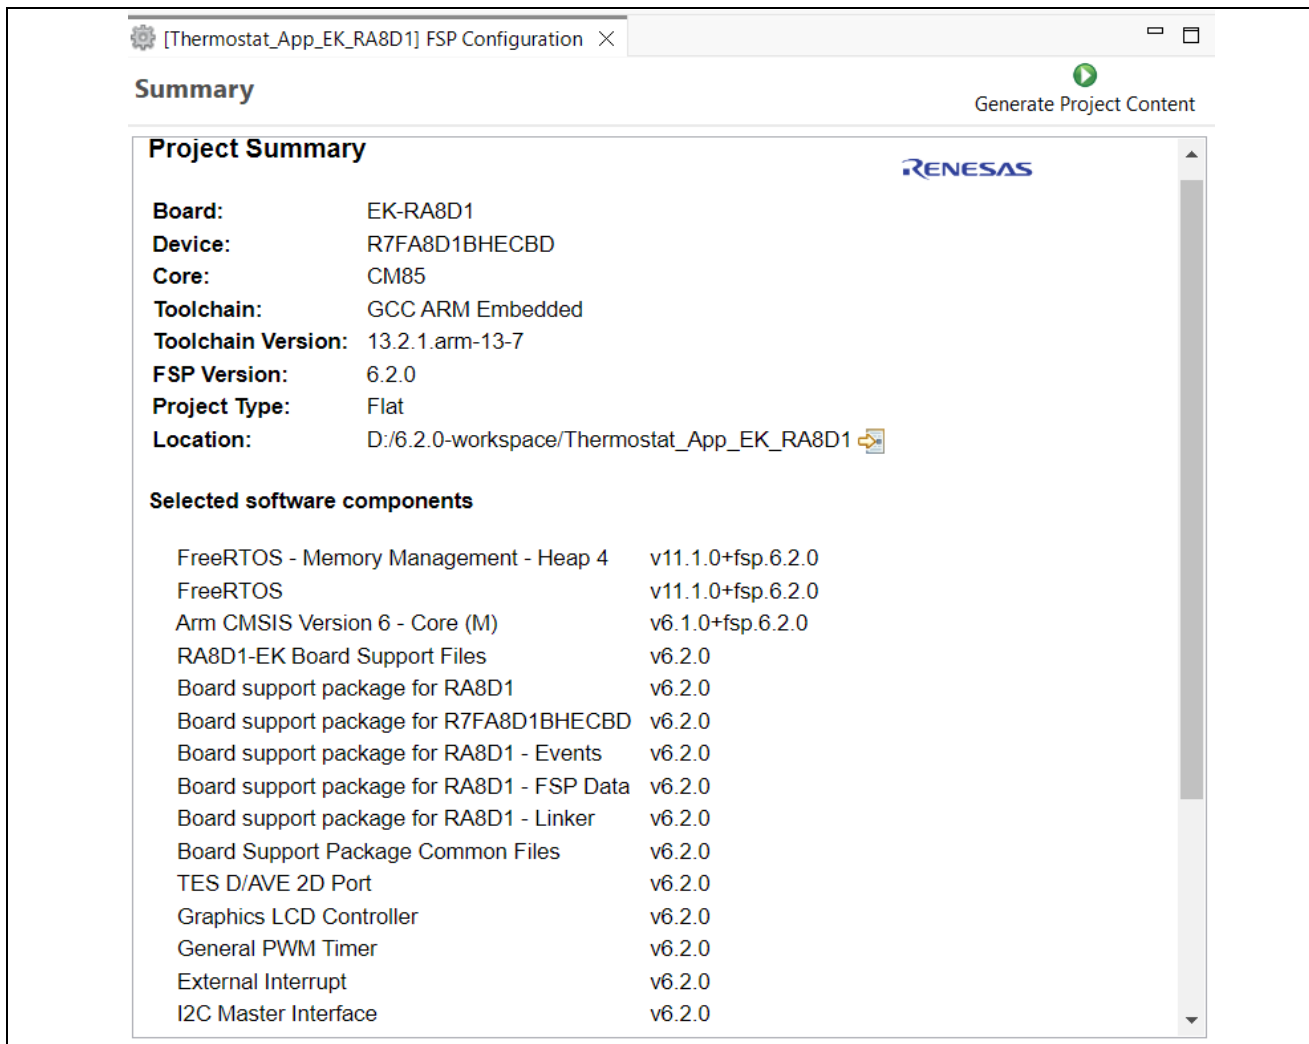 [Thermostat_App_EK_RA8D1] FSP Configuration
Summary
Generate Project Content
Project Summary
RENESAS
Board: EK-RA8D1
Device: R7FA8D1BHECBD
Core: CM85
Toolchain: GCC ARM Embedded
Toolchain Version: 13.2.1.arm-13-7
FSP Version: 6.2.0
Project Type: Flat
Location: D:/6.2.0-workspace/Thermostat_App_EK_RA8D1
Selected software components
FreeRTOS - Memory Management - Heap 4 v11.1.0+fsp.6.2.0
FreeRTOS v11.1.0+fsp.6.2.0
Arm CMSIS Version 6 - Core (M) v6.1.0+fsp.6.2.0
RA8D1-EK Board Support Files v6.2.0
Board support package for RA8D1 v6.2.0
Board support package for R7FA8D1BHECBD v6.2.0
Board support package for RA8D1 - Events v6.2.0
Board support package for RA8D1 - FSP Data v6.2.0
Board support package for RA8D1 - Linker v6.2.0
Board Support Package Common Files v6.2.0
TES D/AVE 2D Port v6.2.0
Graphics LCD Controller v6.2.0
General PWM Timer v6.2.0
External Interrupt v6.2.0
I2C Master Interface v6.2.0